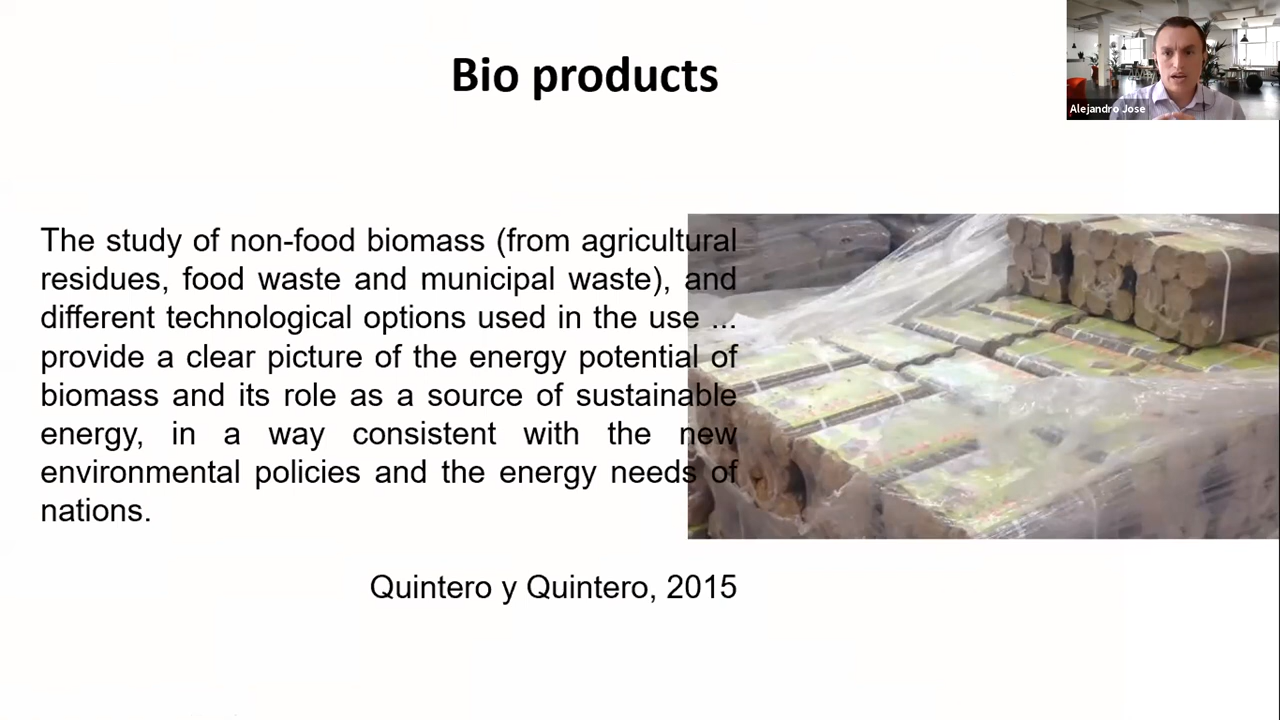 Bio products
Alejandro Jose
The study of non-food biomass (from agricultural
residues, food waste and municipal waste), and
different technological options used in the use ...
provide a clear picture of the energy potential of
biomass and its role as a source of sustainable
energy, in a way consistent with the new
environmental policies and the energy needs of
nations.
Quintero y Quintero, 2015